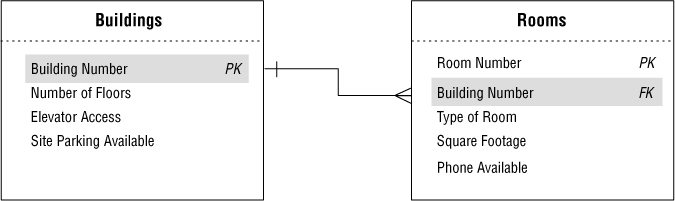 Buildings
Building Number PK
Number of Floors
Elevator Access
Site Parking Available
Rooms
Room Number PK
Building Number FK
Type of Room
Square Footage
Phone Available